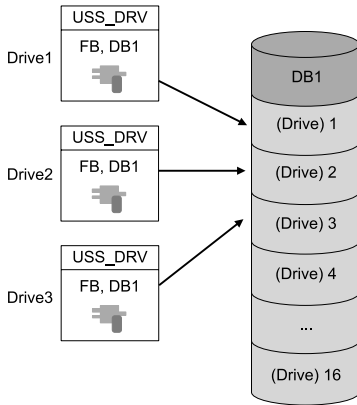 USS_DRV
Drive1
FB, DB1
USS_DRV
Drive2
FB, DB1
USS_DRV
Drive3
FB, DB1
DB1
(Drive) 1
(Drive) 2
(Drive) 3
(Drive) 4
...
(Drive) 16